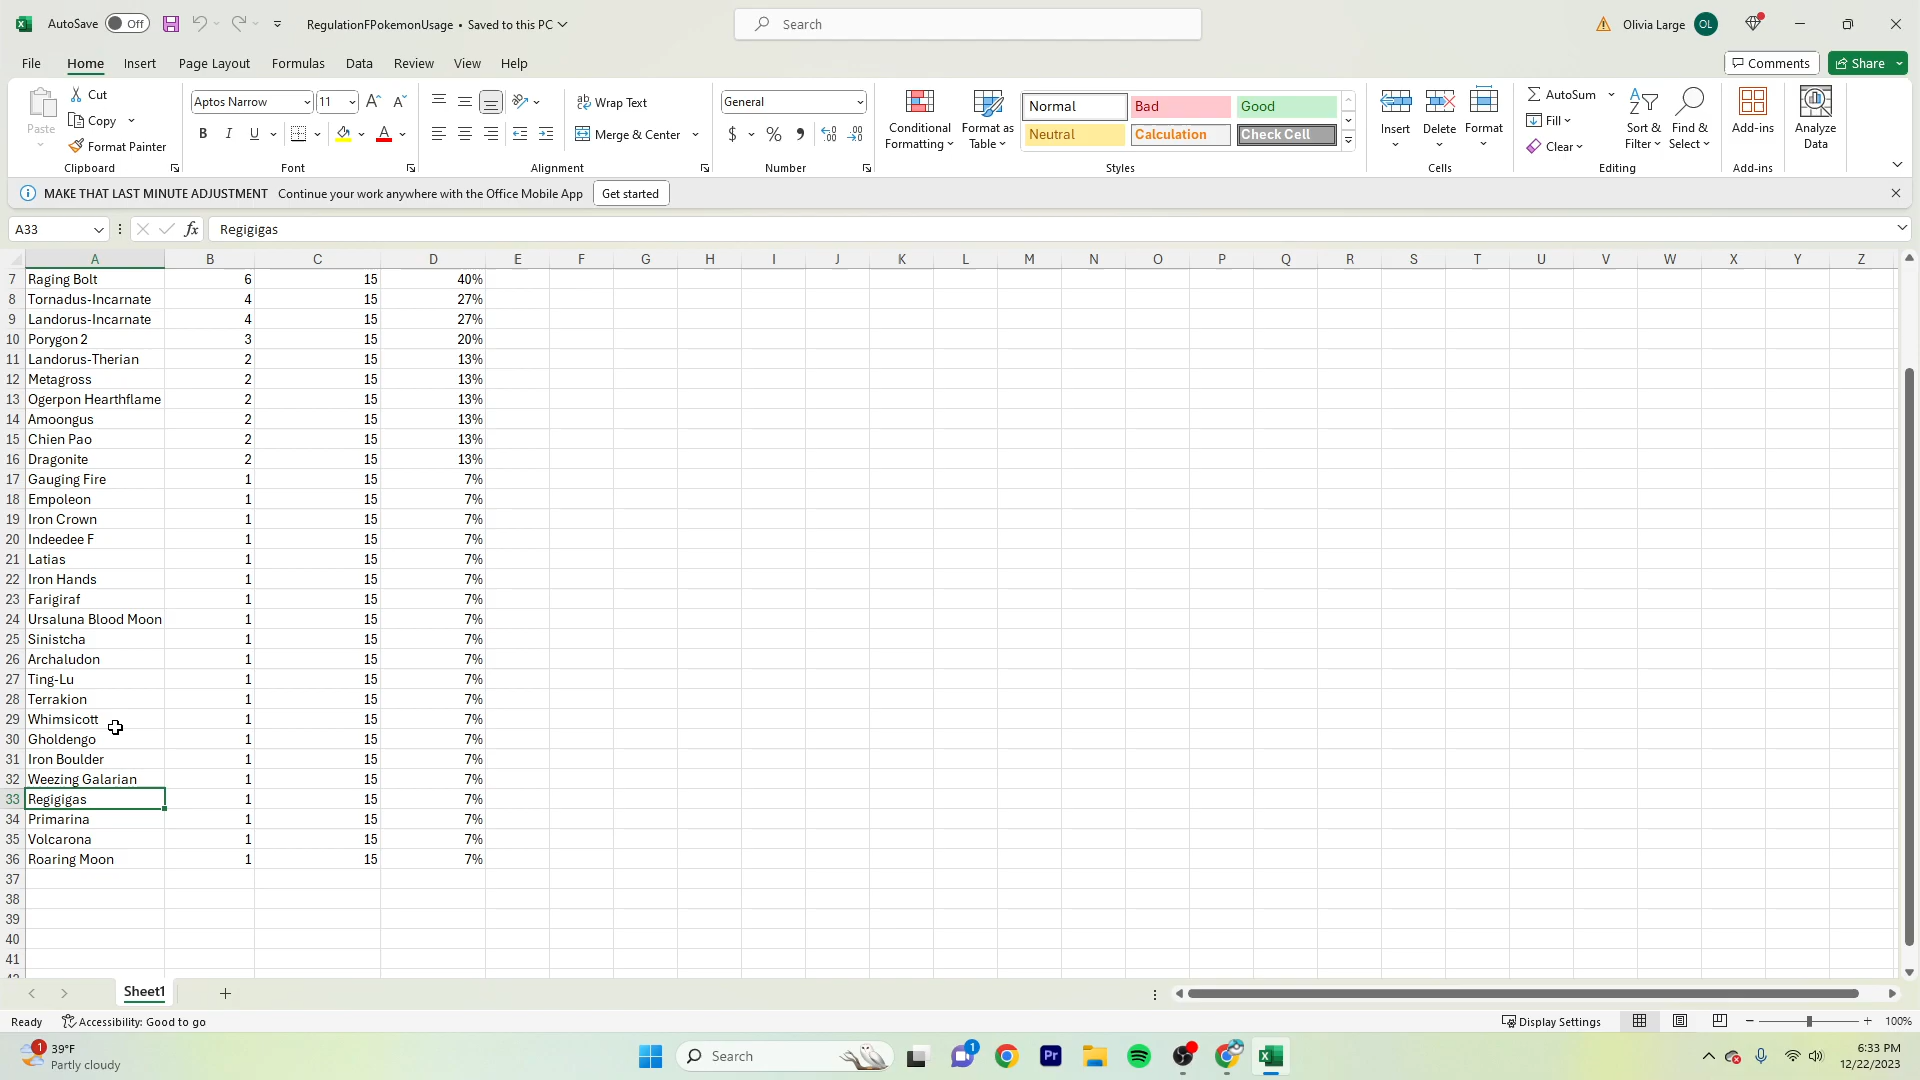 AutoSave Off RegulationFPokemonUsage • Saved to this PC Search Olivia Large OL
File Home Insert Page Layout Formulas Data Review View Help Comments Share
Paste Cut Copy Format Painter Clipboard
Aptos Narrow 11 B I U Font
Wrap Text Merge & Center Alignment
General $ % , Number
Conditional Formatting Format as Table
Normal Bad Good
Neutral Calculation Check Cell
Styles
Insert Delete Format Cells
AutoSum Fill Clear Sort & Filter Find & Select Editing
Add-ins Add-ins
Analyze Data
MAKE THAT LAST MINUTE ADJUSTMENT Continue your work anywhere with the Office Mobile App Get started
A33 fx Regigigas
A B C D E F G H I J K L M N O P Q R S T U V W X Y Z
7 Raging Bolt 6 15 40%
8 Tornadus-Incarnate 4 15 27%
9 Landorus-Incarnate 4 15 27%
10 Porygon 2 3 15 20%
11 Landorus-Therian 2 15 13%
12 Metagross 2 15 13%
13 Ogerpon Hearthflame 2 15 13%
14 Amoongus 2 15 13%
15 Chien Pao 2 15 13%
16 Dragonite 2 15 13%
17 Gauging Fire 1 15 7%
18 Empoleon 1 15 7%
19 Iron Crown 1 15 7%
20 Indeedee F 1 15 7%
21 Latias 1 15 7%
22 Iron Hands 1 15 7%
23 Farigiraf 1 15 7%
24 Ursaluna Blood Moon 1 15 7%
25 Sinistcha 1 15 7%
26 Archaludon 1 15 7%
27 Ting-Lu 1 15 7%
28 Terrakion 1 15 7%
29 Whimsicott 1 15 7%
30 Gholdengo 1 15 7%
31 Iron Boulder 1 15 7%
32 Weezing Galarian 1 15 7%
33 Regigigas 1 15 7%
34 Primarina 1 15 7%
35 Volcarona 1 15 7%
36 Roaring Moon 1 15 7%
37
38
39
40
41
42
Sheet1
Ready Accessibility: Good to go Display Settings 100%
1 39°F Search 1 Pr 6:33 PM
Partly cloudy 12/22/2023